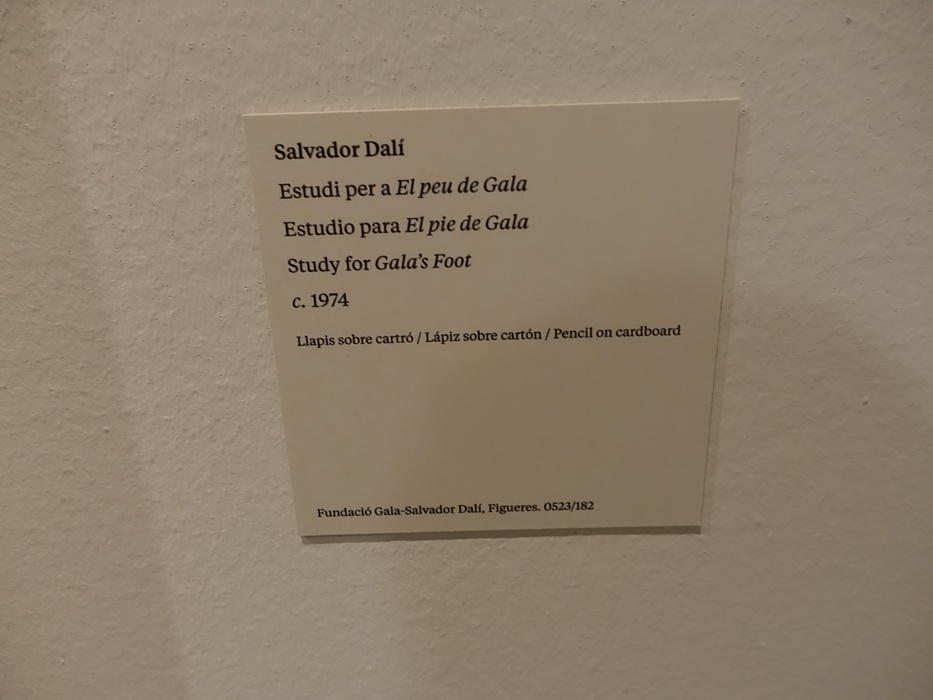 Salvador Dalí
Estudi per a El peu de Gala
Estudio para El pie de Gala
Study for Gala's Foot
c. 1974
Llapis sobre cartró / Lápiz sobre cartón / Pencil on cardboard
Fundació Gala-Salvador Dalí, Figueres. 0523/182